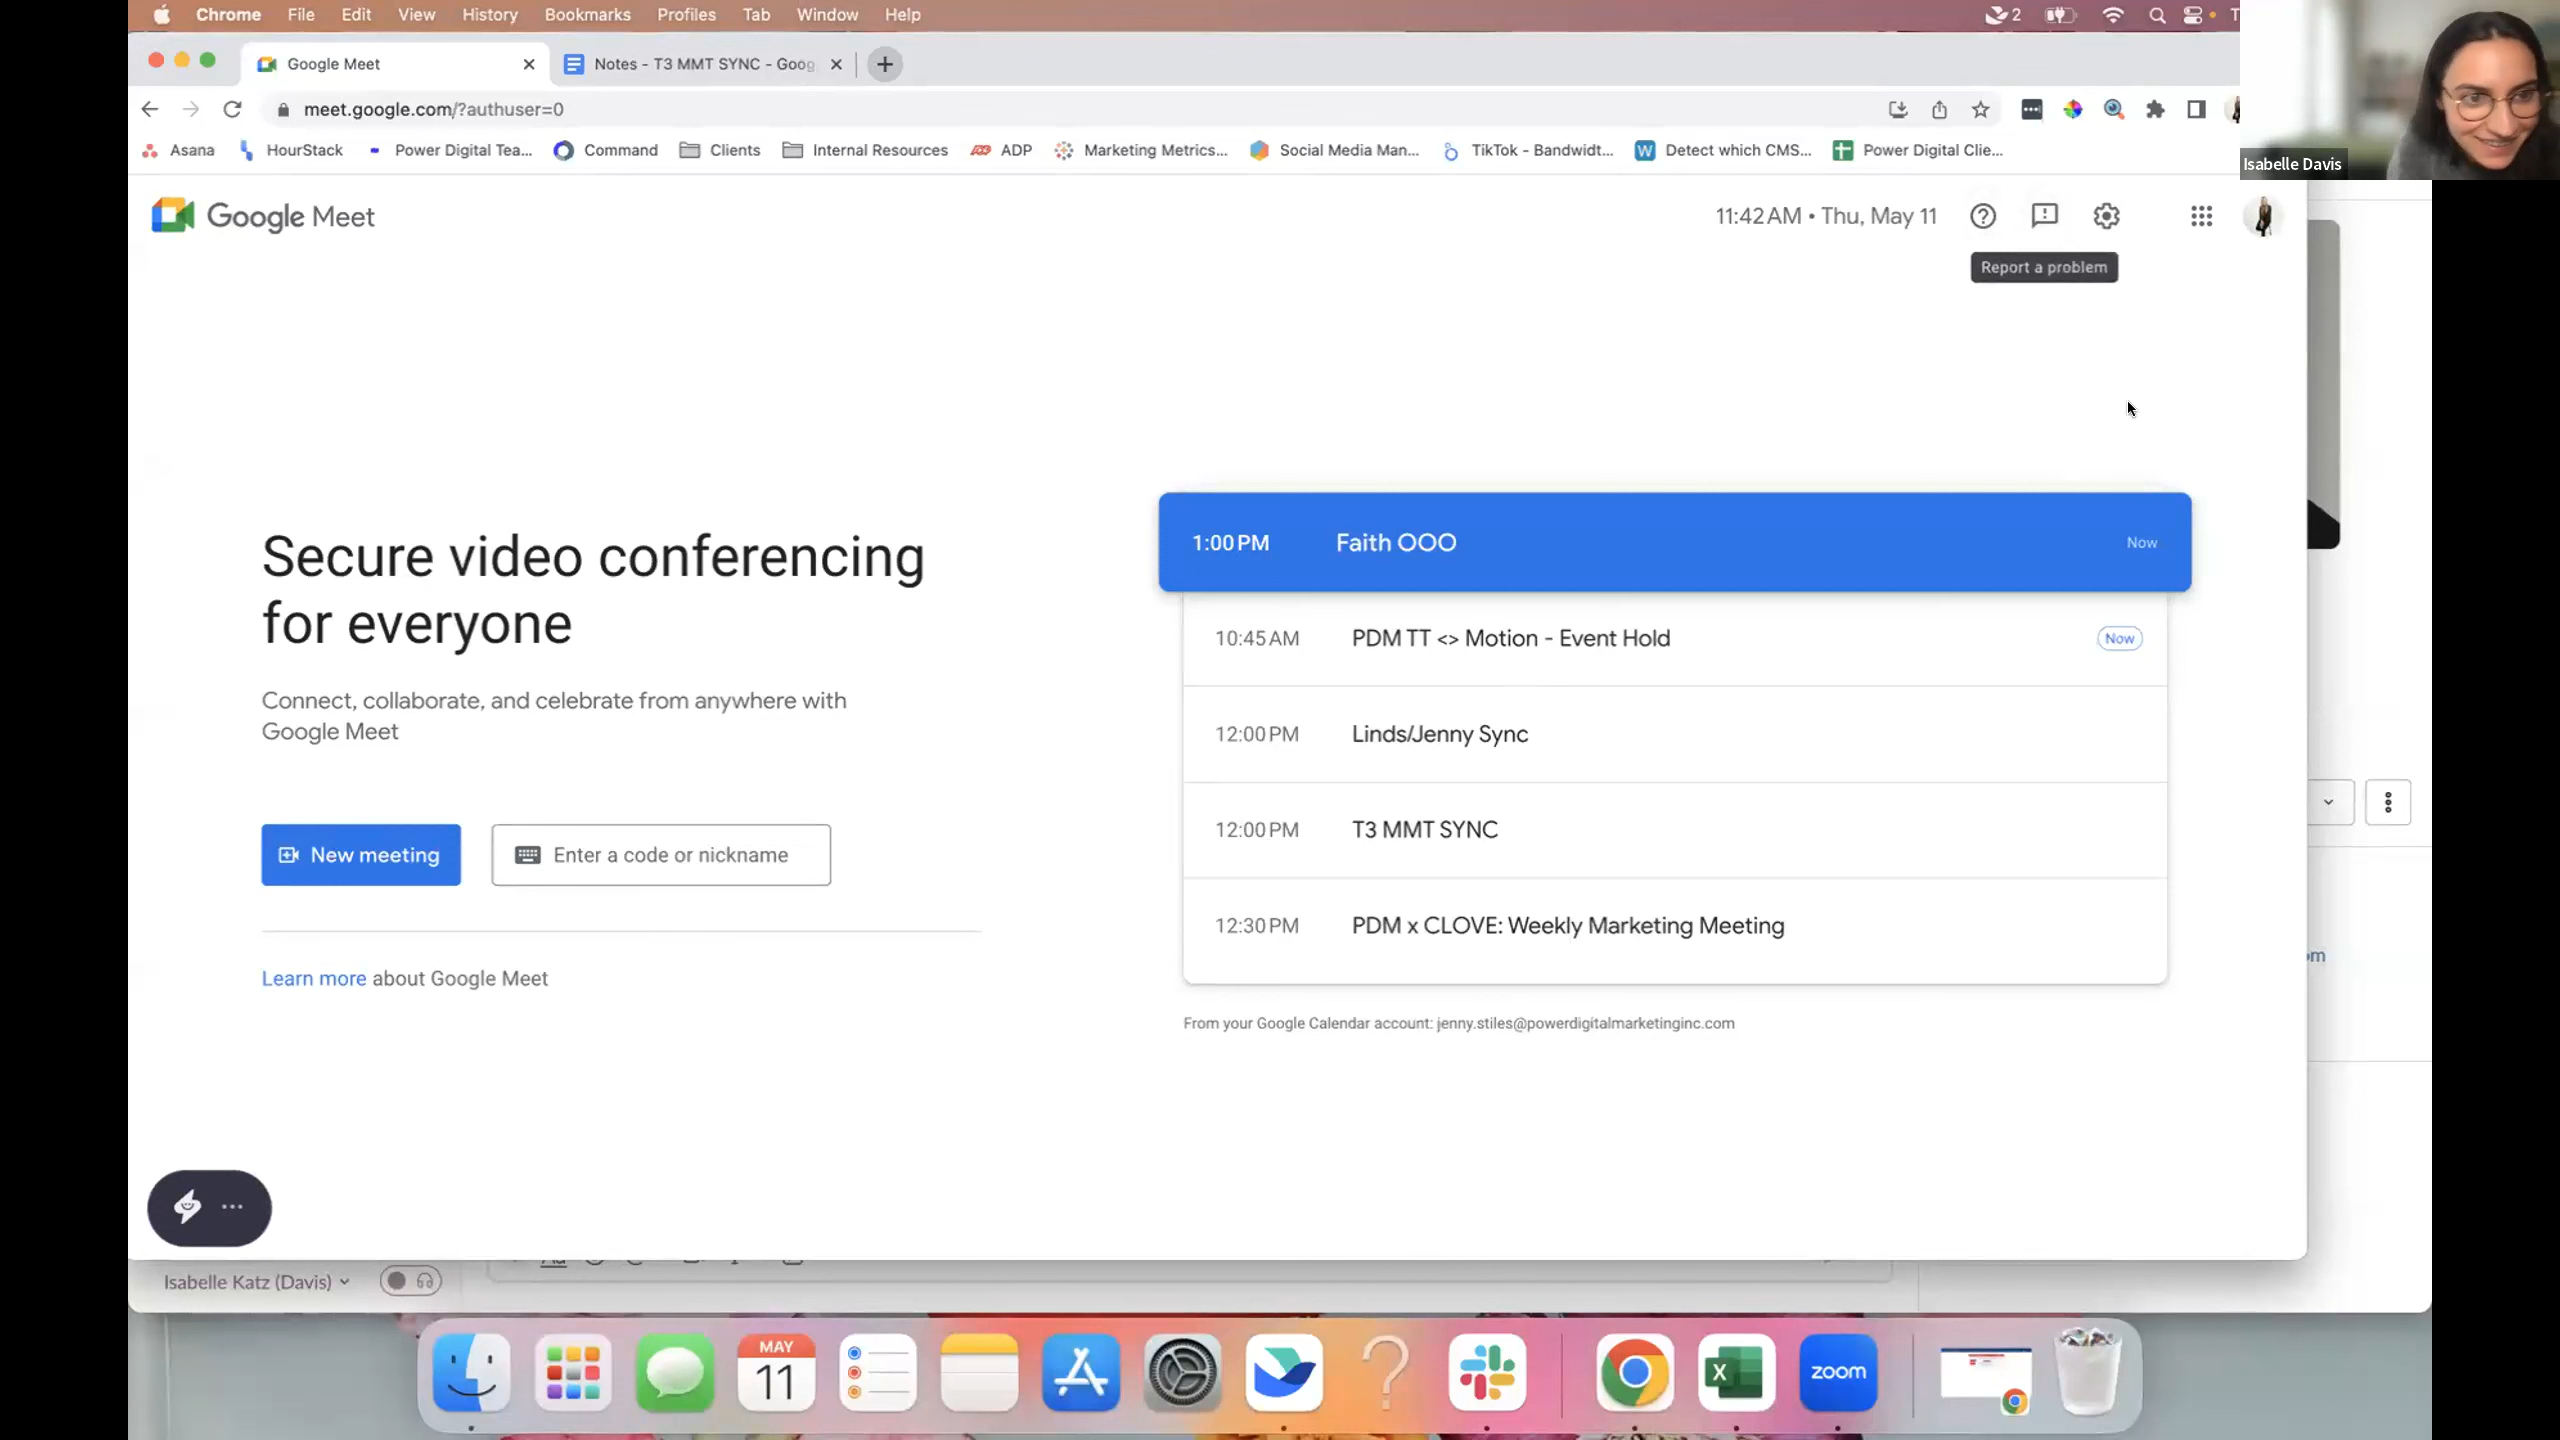 Chrome File Edit View History Bookmarks Profiles Tab Window Help
2
Isabelle Davis
Google Meet
Notes - T3 MMT SYNC - Goog
meet.google.com/?authuser=0
Asana HourStack Power Digital Tea... Command Clients Internal Resources ADP Marketing Metrics... Social Media Man... TikTok - Bandwidt... Detect which CMS... Power Digital Clie...
Google Meet
11:42 AM • Thu, May 11
Report a problem
Secure video conferencing
for everyone
Connect, collaborate, and celebrate from anywhere with
Google Meet
New meeting
Enter a code or nickname
Learn more about Google Meet
1:00 PM Faith OOO Now
10:45 AM PDM TT <> Motion - Event Hold Now
12:00 PM Linds/Jenny Sync
12:00 PM T3 MMT SYNC
12:30 PM PDM x CLOVE: Weekly Marketing Meeting
From your Google Calendar account: jenny.stiles@powerdigitalmarketinginc.com
Isabelle Katz (Davis)
MAY
11
zoom